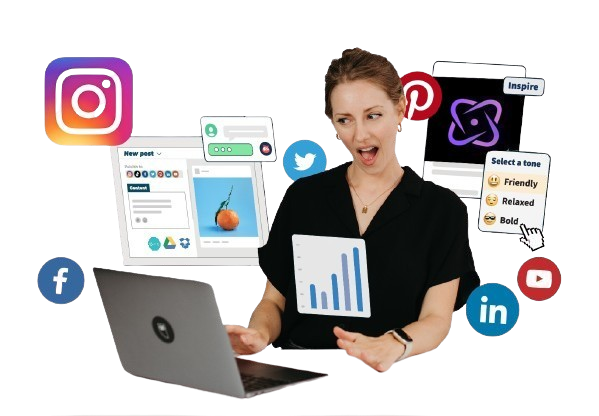 Inspire
New post
Content
Select a tone
Friendly
Relaxed
Bold
in